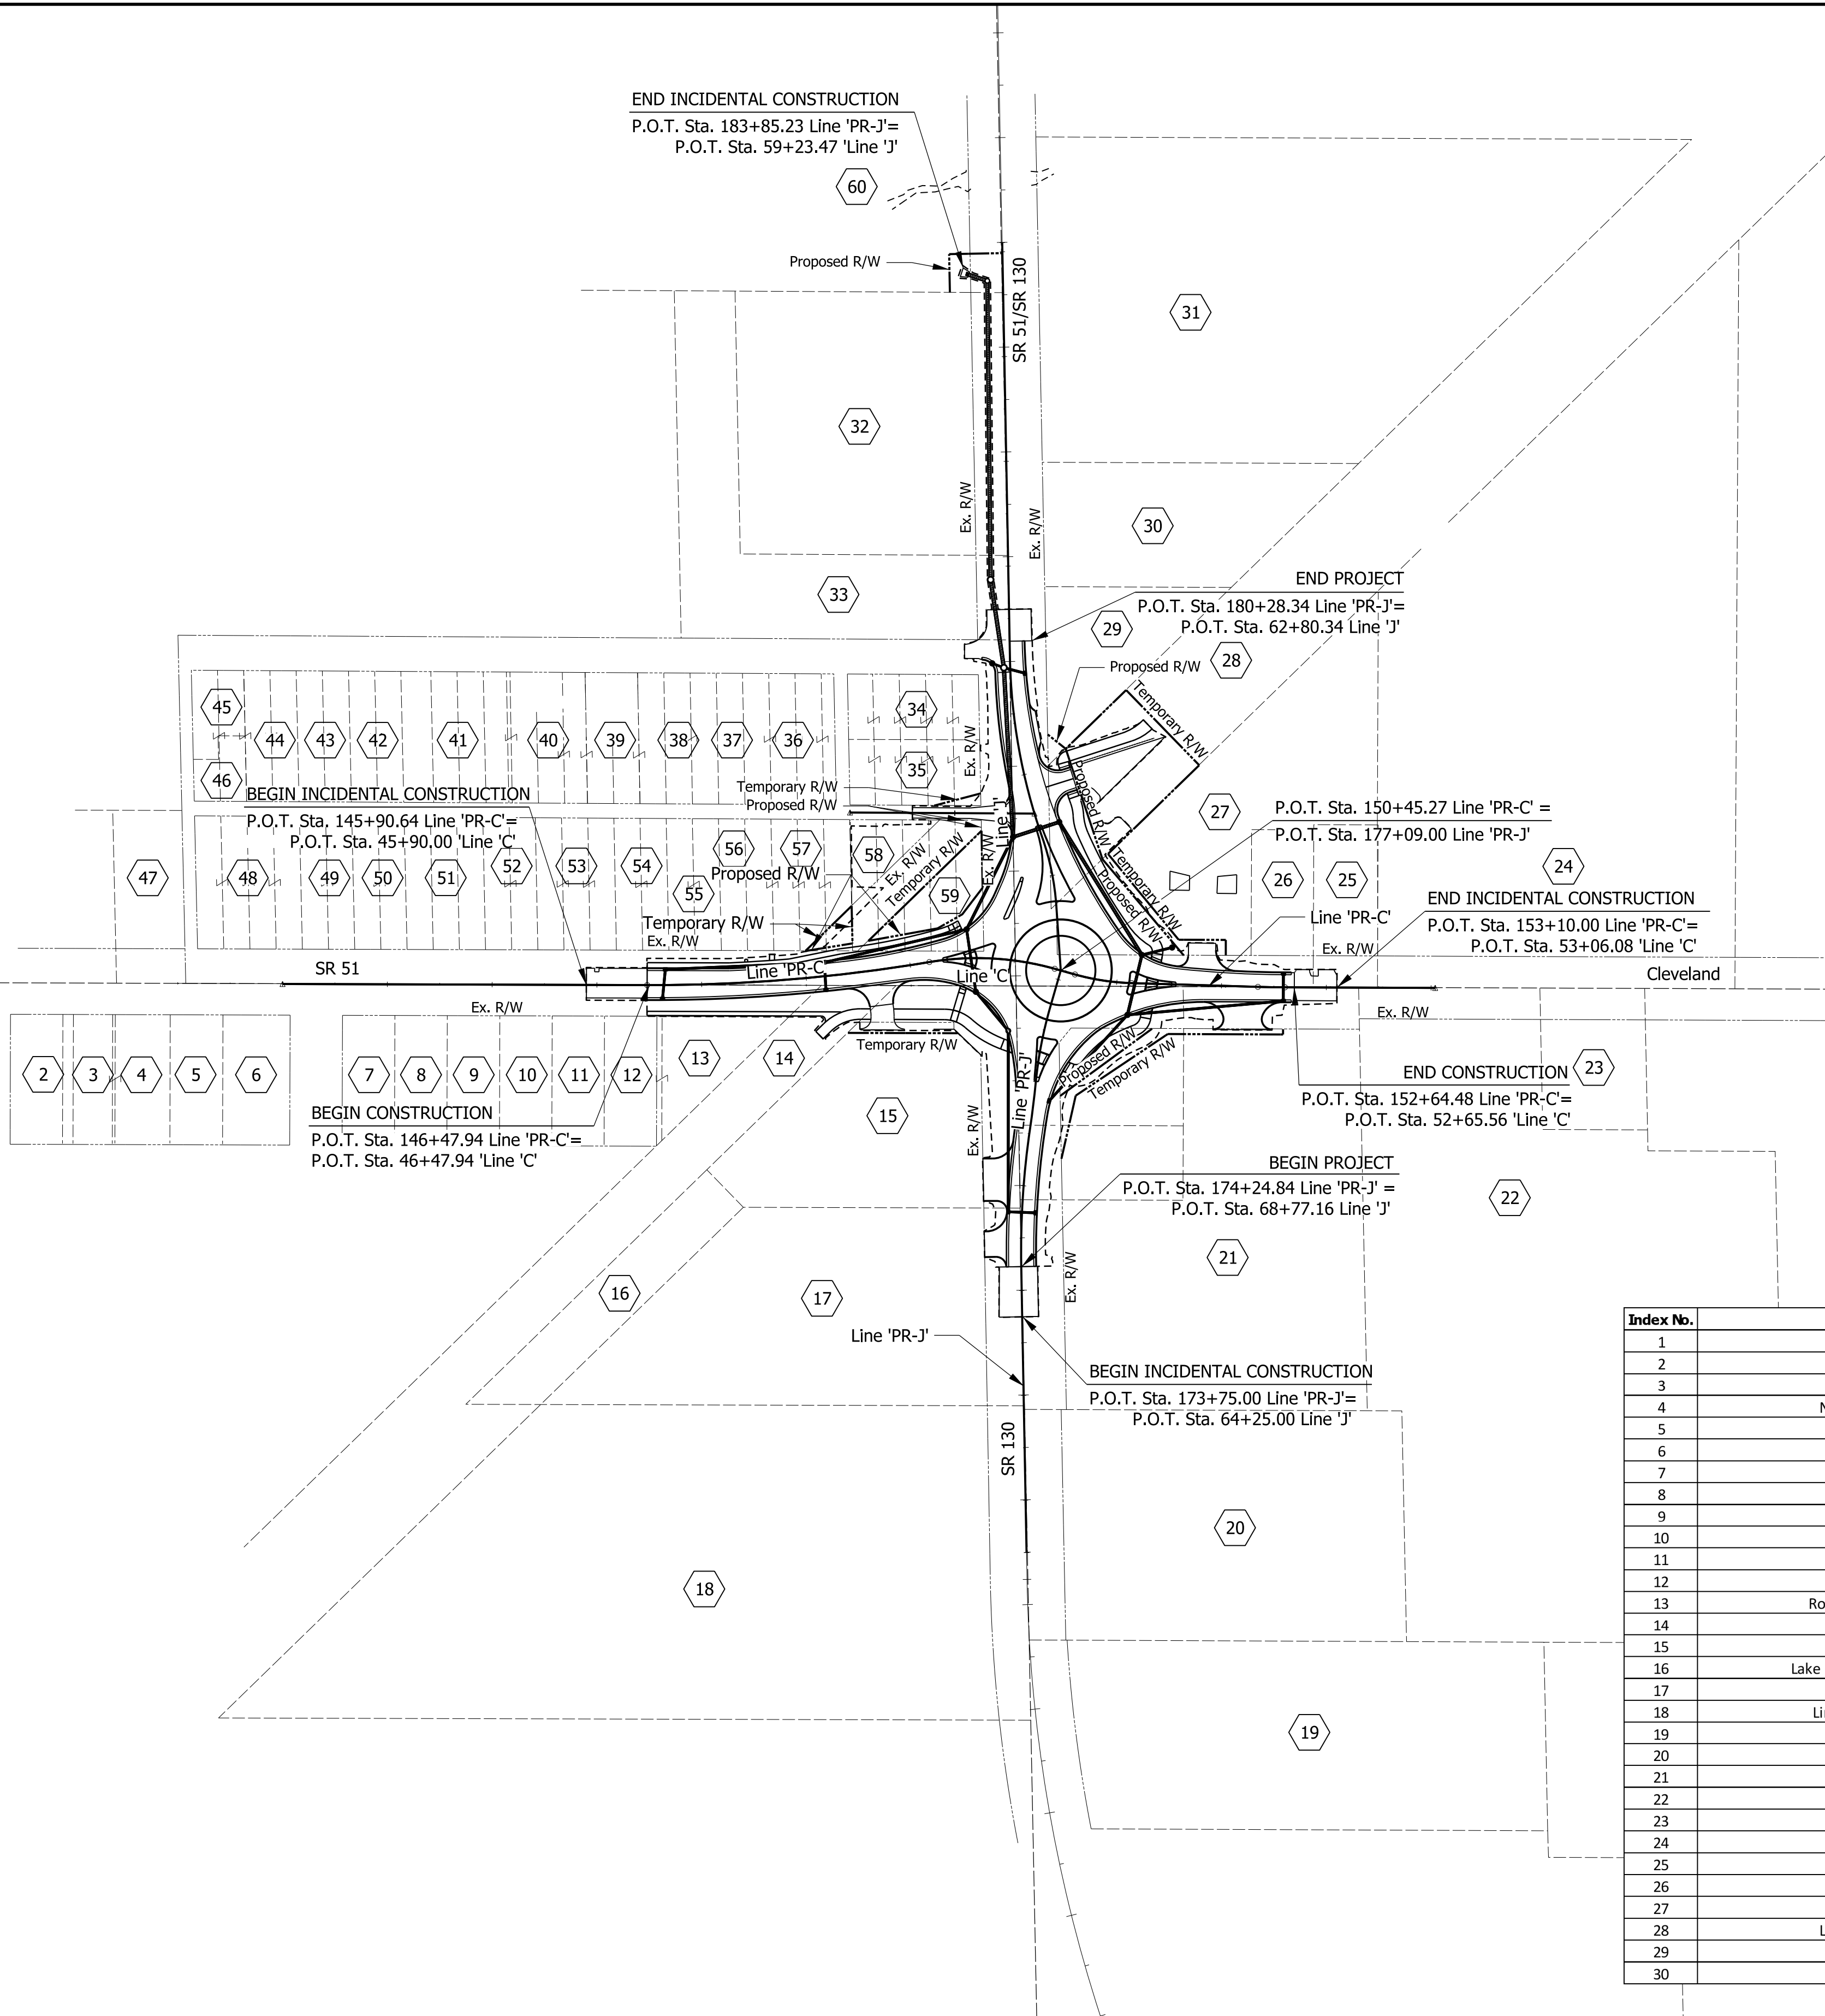 END INCIDENTAL CONSTRUCTION
P.O.T. Sta. 183+85.23 Line 'PR-J'=
P.O.T. Sta. 59+23.47 'Line 'J'
60
Proposed R/W
SR 51/SR 130
31
32
Ex. R/W
Ex. R/W
30
33
END PROJECT
P.O.T. Sta. 180+28.34 Line 'PR-J'=
P.O.T. Sta. 62+80.34 Line 'J'
29
28
Proposed R/W
Temporary R/W
45
44
43
42
41
40
39
38
37
36
34
35
46
Ex. R/W
Proposed R/W
Temporary R/W
Proposed R/W
Line 'J'
27
BEGIN INCIDENTAL CONSTRUCTION
P.O.T. Sta. 145+90.64 Line 'PR-C'=
P.O.T. Sta. 45+90.00 'Line 'C'
P.O.T. Sta. 150+45.27 Line 'PR-C' =
P.O.T. Sta. 177+09.00 Line 'PR-J'
47
48
49
50
51
52
53
54
55
56
57
58
59
Ex. R/W
Temporary R/W
Ex. R/W
Proposed R/W
Temporary R/W
Ex. R/W
Temporary R/W
Proposed R/W
26
25
24
END INCIDENTAL CONSTRUCTION
P.O.T. Sta. 153+10.00 Line 'PR-C'=
P.O.T. Sta. 53+06.08 'Line 'C'
Line 'PR-C'
Ex. R/W
SR 51
Line 'PR-C
Line 'C'
Cleveland
Ex. R/W
Ex. R/W
Temporary R/W
Proposed R/W
Temporary R/W
2
3
4
5
6
7
8
9
10
11
12
13
14
15
Line 'PR-J'
Ex. R/W
23
END CONSTRUCTION
P.O.T. Sta. 152+64.48 Line 'PR-C'=
P.O.T. Sta. 52+65.56 'Line 'C'
BEGIN CONSTRUCTION
P.O.T. Sta. 146+47.94 Line 'PR-C'=
P.O.T. Sta. 46+47.94 'Line 'C'
BEGIN PROJECT
P.O.T. Sta. 174+24.84 Line 'PR-J' =
P.O.T. Sta. 68+77.16 Line 'J'
22
21
Ex. R/W
16
17
Line 'PR-J'
BEGIN INCIDENTAL CONSTRUCTION
P.O.T. Sta. 173+75.00 Line 'PR-J'=
P.O.T. Sta. 64+25.00 Line 'J'
SR 130
20
18
19
Index No.
1
2
3
4
5
6
7
8
9
10
11
12
13 Ro
14
15
16 Lake
17
18
19
20
21
22
23
24
25
26
27
28 L
29
30